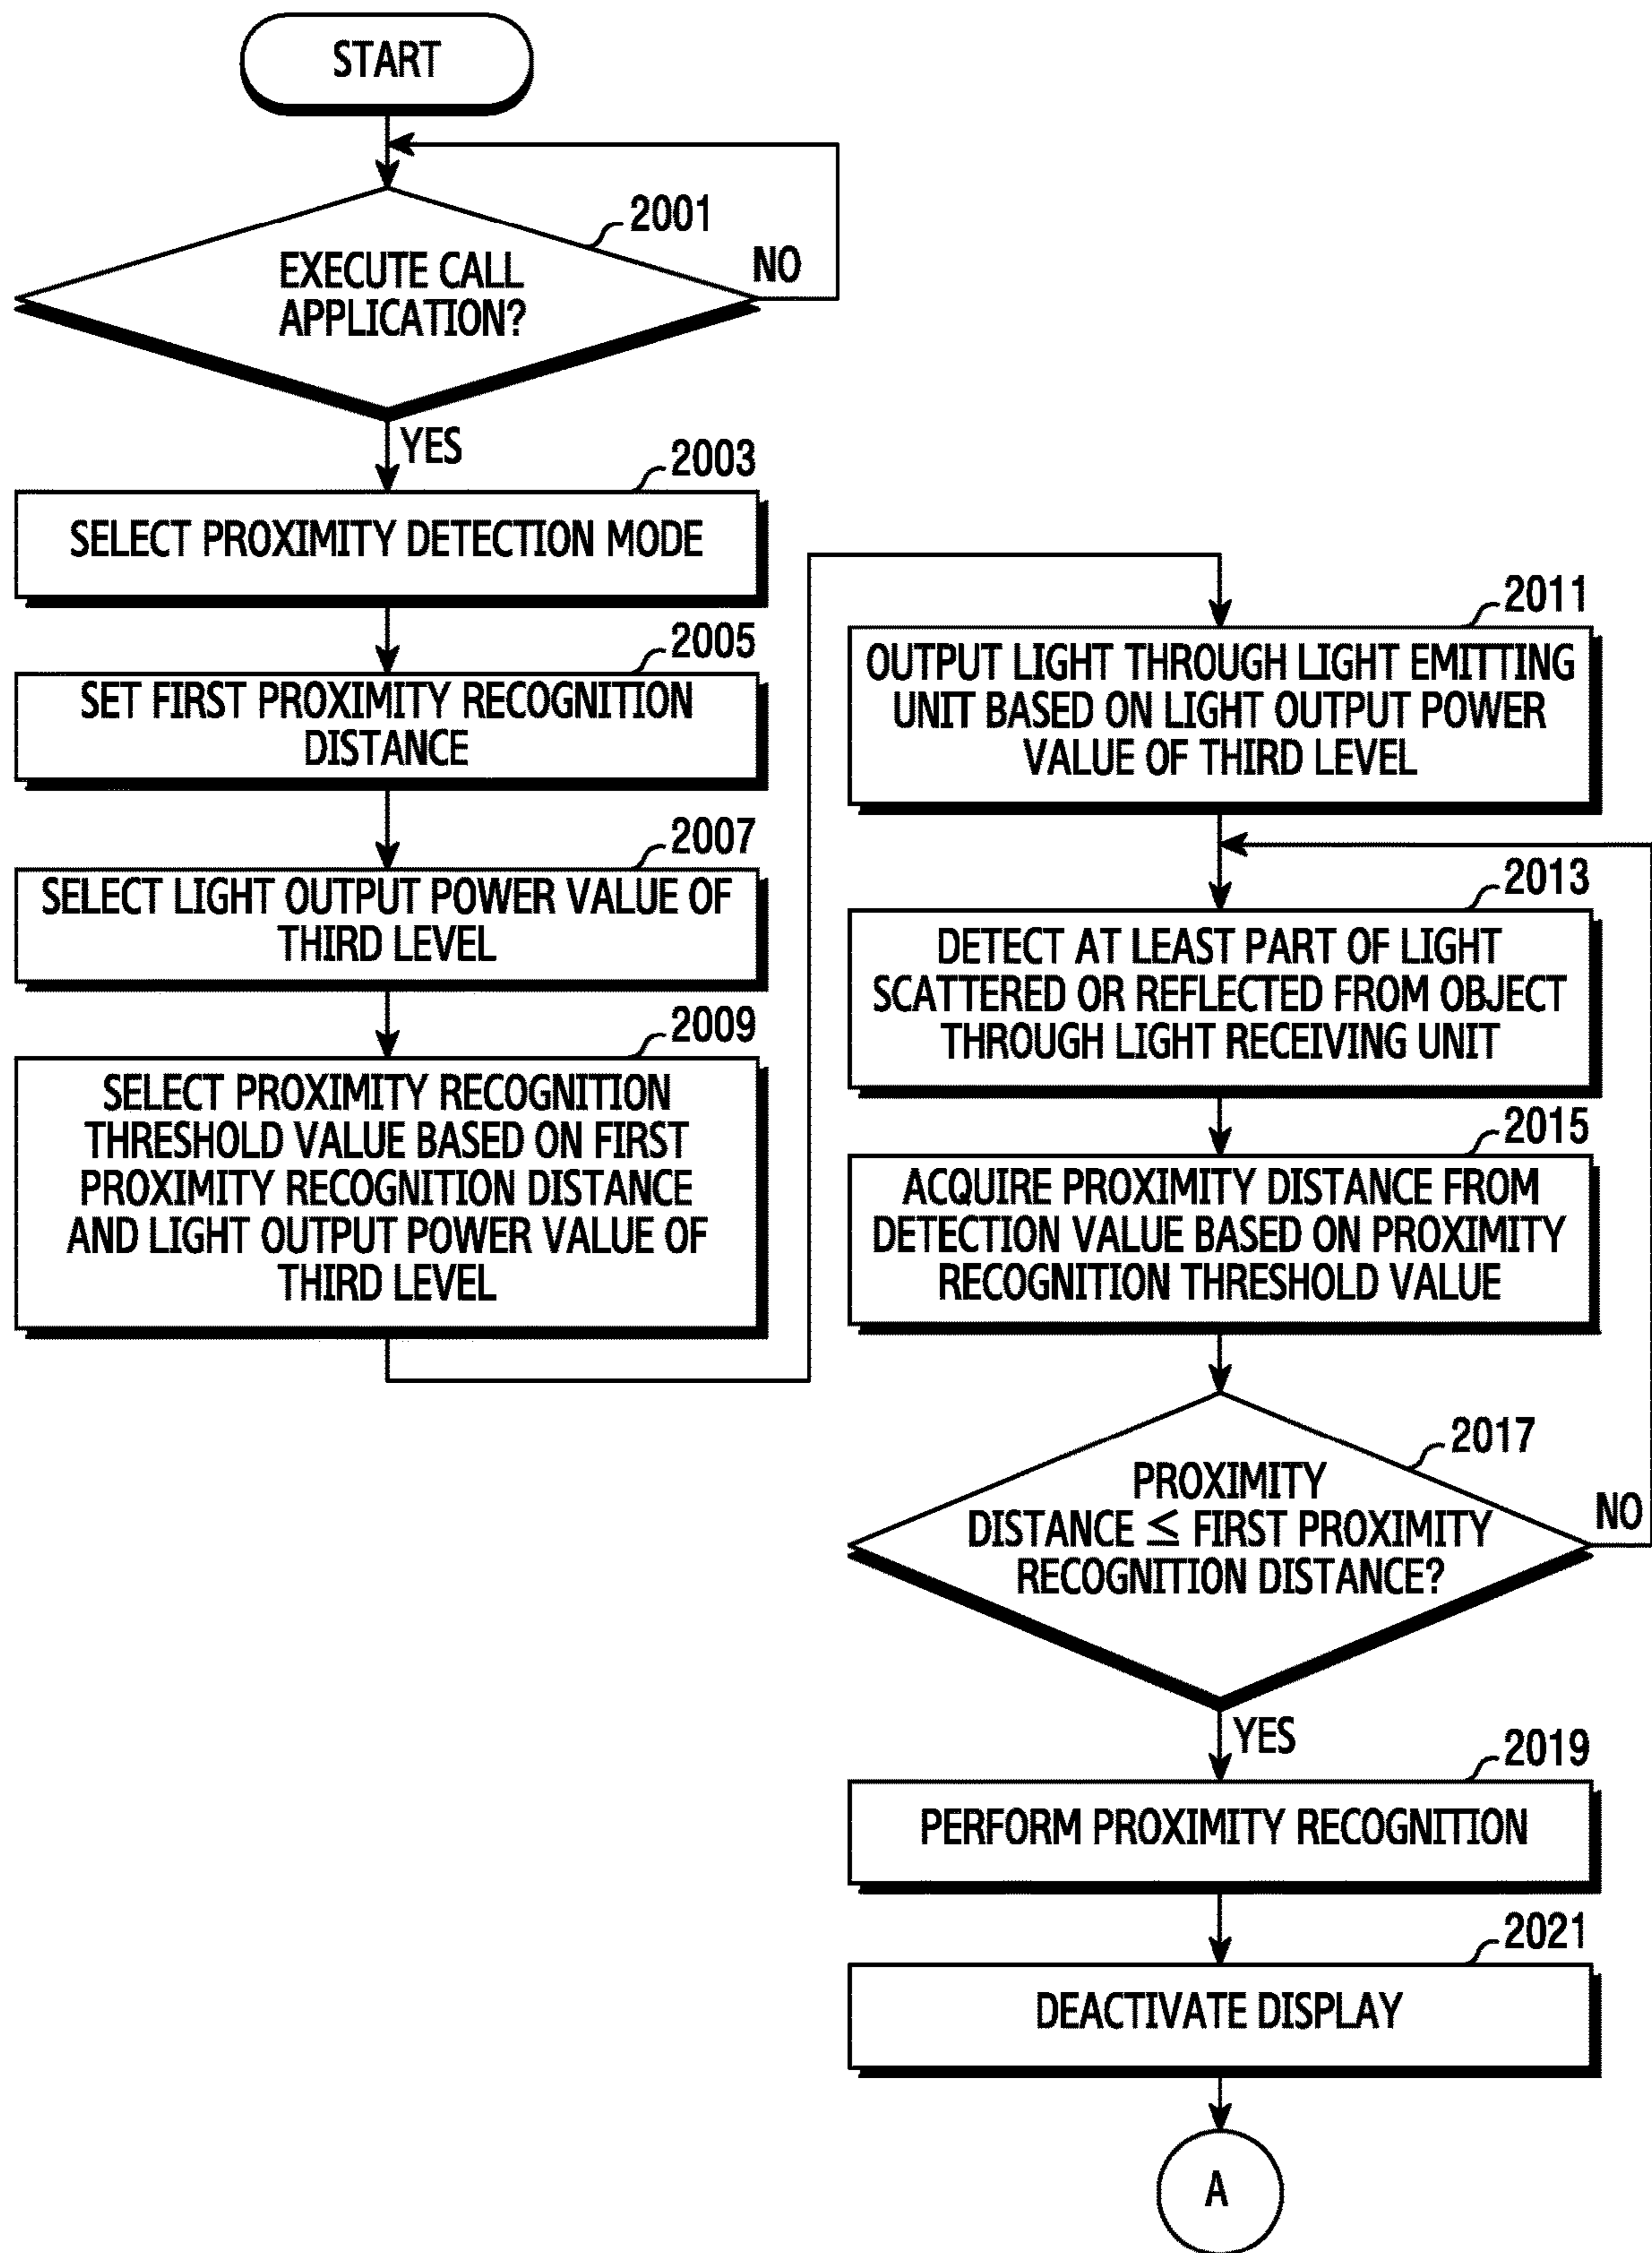 START
2001
EXECUTE CALL
APPLICATION?
NO
YES
2003
SELECT PROXIMITY DETECTION MODE
2005
SET FIRST PROXIMITY RECOGNITION
DISTANCE
2007
SELECT LIGHT OUTPUT POWER VALUE OF
THIRD LEVEL
2009
SELECT PROXIMITY RECOGNITION
THRESHOLD VALUE BASED ON FIRST
PROXIMITY RECOGNITION DISTANCE
AND LIGHT OUTPUT POWER VALUE OF
THIRD LEVEL
2011
OUTPUT LIGHT THROUGH LIGHT EMITTING
UNIT BASED ON LIGHT OUTPUT POWER
VALUE OF THIRD LEVEL
2013
DETECT AT LEAST PART OF LIGHT
SCATTERED OR REFLECTED FROM OBJECT
THROUGH LIGHT RECEIVING UNIT
2015
ACQUIRE PROXIMITY DISTANCE FROM
DETECTION VALUE BASED ON PROXIMITY
RECOGNITION THRESHOLD VALUE
2017
PROXIMITY
DISTANCE ≤ FIRST PROXIMITY
RECOGNITION DISTANCE?
NO
YES
2019
PERFORM PROXIMITY RECOGNITION
2021
DEACTIVATE DISPLAY
A